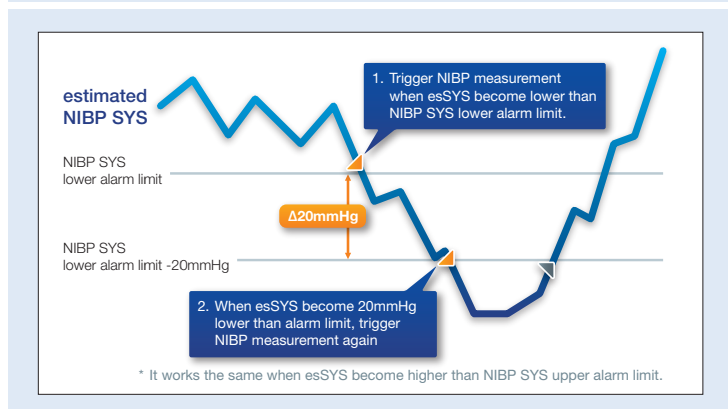 estimated
NIBP SYS
1. Trigger NIBP measurement
when esSYS become lower than
NIBP SYS lower alarm limit.
NIBP SYS
lower alarm limit
Δ20mmHg
NIBP SYS
lower alarm limit -20mmHg
2. When esSYS become 20mmHg
lower than alarm limit, trigger
NIBP measurement again
* It works the same when esSYS become higher than NIBP SYS upper alarm limit.